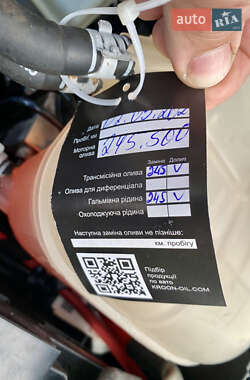 AUTO RIA
Дата
Пробіг, км
Моторна олива
245.500
Заміна Долив
Трансмісійна олива 245 V
Олива для диференціала
Гальмівна рідина 245 V
Охолоджуюча рідина
Наступна заміна оливи не пізніше:
км. пробігу
Підбір
продукції
по авто
KROON-OIL.COM